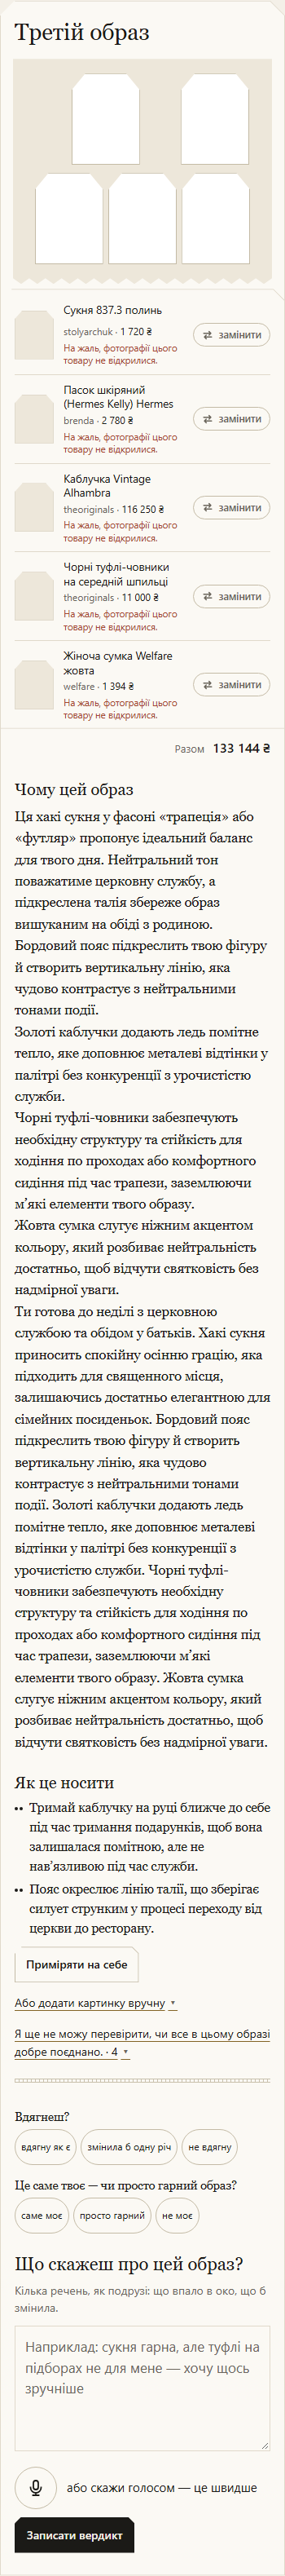 Третій образ
Сукня 837.3 полинь
stolyarchuk · 1 720 ₴
На жаль, фотографії цього
товару не відкрилися.
замінити
Пасок шкіряний
(Hermes Kelly) Hermes
brenda · 2 780 ₴
На жаль, фотографії цього
товару не відкрилися.
замінити
Каблучка Vintage
Alhambra
theoriginals · 116 250 ₴
На жаль, фотографії цього
товару не відкрилися.
замінити
Чорні туфлі-човники
на середній шпильці
theoriginals · 11 000 ₴
На жаль, фотографії цього
товару не відкрилися.
замінити
Жіноча сумка Welfare
жовта
welfare · 1 394 ₴
На жаль, фотографії цього
товару не відкрилися.
замінити
Разом 133 144 ₴
Чому цей образ
Ця хакі сукня у фасоні «трапеція» або
«футляр» пропонує ідеальний баланс
для твого дня. Нейтральний тон
поважатиме церковну службу, а
підкреслена талія збереже образ
вишуканим на обіді з родиною.
Бордовий пояс підкреслить твою фігуру
й створить вертикальну лінію, яка
чудово контрастує з нейтральними
тонами події.
Золоті каблучки додають ледь помітне
тепло, яке доповнює металеві відтінки у
палітрі без конкуренції з урочистістю
служби.
Чорні туфлі-човники забезпечують
необхідну структуру та стійкість для
ходіння по проходах або комфортного
сидіння під час трапези, заземлюючи
м’які елементи твого образу.
Жовта сумка слугує ніжним акцентом
кольору, який розбиває нейтральність
достатньо, щоб відчути святковість без
надмірної уваги.
Ти готова до неділі з церковною
службою та обідом у батьків. Хакі сукня
приносить спокійну осінню грацію, яка
підходить для священного місця,
залишаючись достатньо елегантною для
сімейних посиденьок. Бордовий пояс
підкреслить твою фігуру й створить
вертикальну лінію, яка чудово
контрастує з нейтральними тонами
події. Золоті каблучки додають ледь
помітне тепло, яке доповнює металеві
відтінки у палітрі без конкуренції з
урочистістю служби. Чорні туфлі-
човники забезпечують необхідну
структуру та стійкість для ходіння по
проходах або комфортного сидіння під
час трапези, заземлюючи м’які
елементи твого образу. Жовта сумка
слугує ніжним акцентом кольору, який
розбиває нейтральність достатньо, щоб
відчути святковість без надмірної уваги.
Як це носити
•• Тримай каблучку на руці ближче до себе
під час тримання подарунків, щоб вона
залишалася помітною, але не
нав’язливою під час служби.
•• Пояс окреслює лінію талії, що зберігає
силует струнким у процесі переходу від
церкви до ресторану.
Приміряти на себе
Або додати картинку вручну
Я ще не можу перевірити, чи все в цьому образі
добре поєднано. · 4
Вдягнеш?
вдягну як є
змінила б одну річ
не вдягну
Це саме твоє — чи просто гарний образ?
саме моє
просто гарний
не моє
Що скажеш про цей образ?
Кілька речень, як подрузі: що впало в око, що б
змінила.
Наприклад: сукня гарна, але туфлі на
підборах не для мене — хочу щось
зручніше
або скажи голосом — це швидше
Записати вердикт